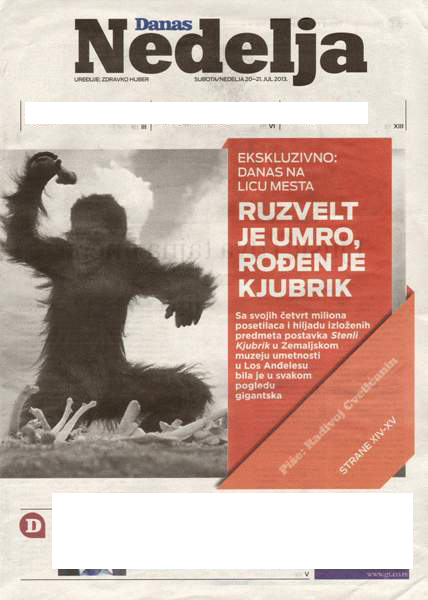 Danas
Nedelja
UREĐUJE: ZDRAVKO HUBER
SUBOTA/NEDELJA 20-21. JUL 2013.
III
VI
XIII
EKSKLUZIVNO:
DANAS NA
LICU MESTA
RUZVELT
JE UMRO,
ROĐEN JE
KJUBRIK
Sa svojih četvrt miliona
posetilaca i hiljadu izloženih
predmeta postavka Stenli
Kjubrik u Zemaljskom
muzeju umetnosti
u Los Anđelesu
bila je u svakom
pogledu
gigantska
Piše: Radivoj Cvetićanin
STRANE XIV-XV
D
V